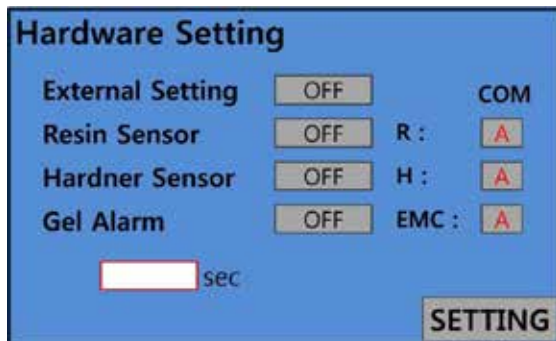 Hardware Setting
External Setting OFF COM
Resin Sensor OFF R : A
Hardner Sensor OFF H : A
Gel Alarm OFF EMC : A
sec
SETTING